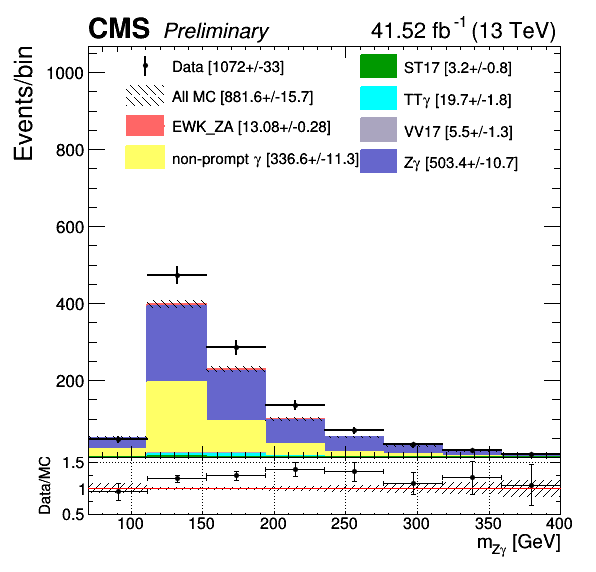 CMS Preliminary 41.52 fb⁻¹ (13 TeV)
Events/bin
1000
800
600
400
200
Data [1072+/-33]
All MC [881.6+/-15.7]
EWK_ZA [13.08+/-0.28]
non-prompt γ [336.6+/-11.3]
ST17 [3.2+/-0.8]
TTγ [19.7+/-1.8]
VV17 [5.5+/-1.3]
Zγ [503.4+/-10.7]
Data/MC
1.5
1
0.5
100 150 200 250 300 350 400
m_Zγ [GeV]